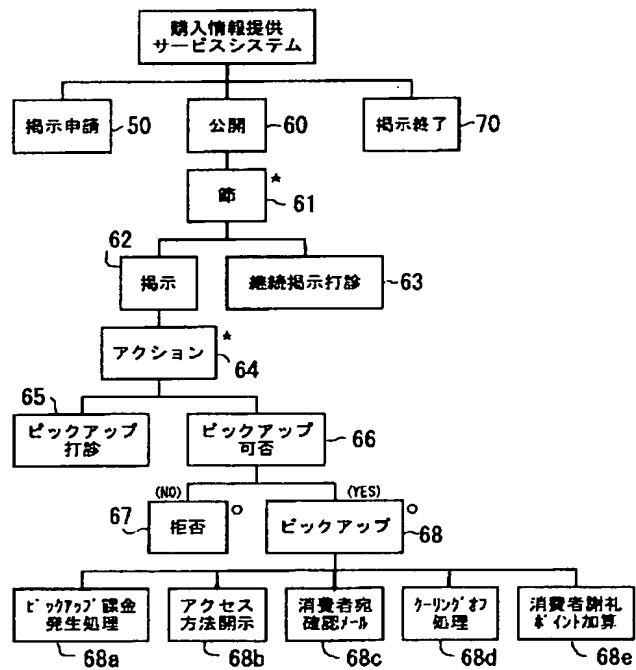 購入情報提供
サービスシステム
掲示申請
50
公開
60
掲示終了
70
節
*
61
62
掲示
継続掲示打診
63
アクション
*
64
65
ピックアップ
打診
ピックアップ
可否
66
(NO)
(YES)
67
拒否
ピックアップ
68
ピックアップ課金
発生処理
アクセス
方法開示
消費者宛
確認メール
クーリングオフ
処理
消費者謝礼
ポイント加算
68a
68b
68c
68d
68e